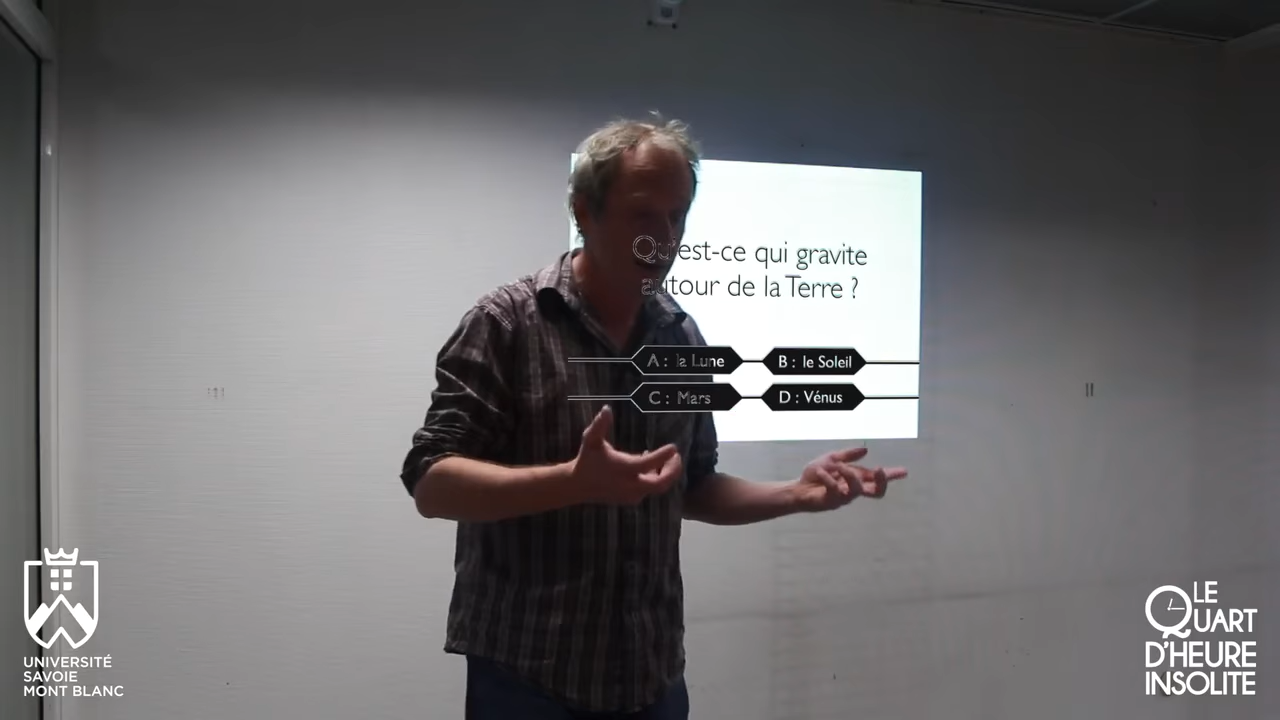 Qu'est-ce qui gravite
autour de la Terre ?
A : la Lune
B : le Soleil
C : Mars
D : Vénus
UNIVERSITÉ
SAVOIE
MONT BLANC
LE
QUART
D'HEURE
INSOLITE